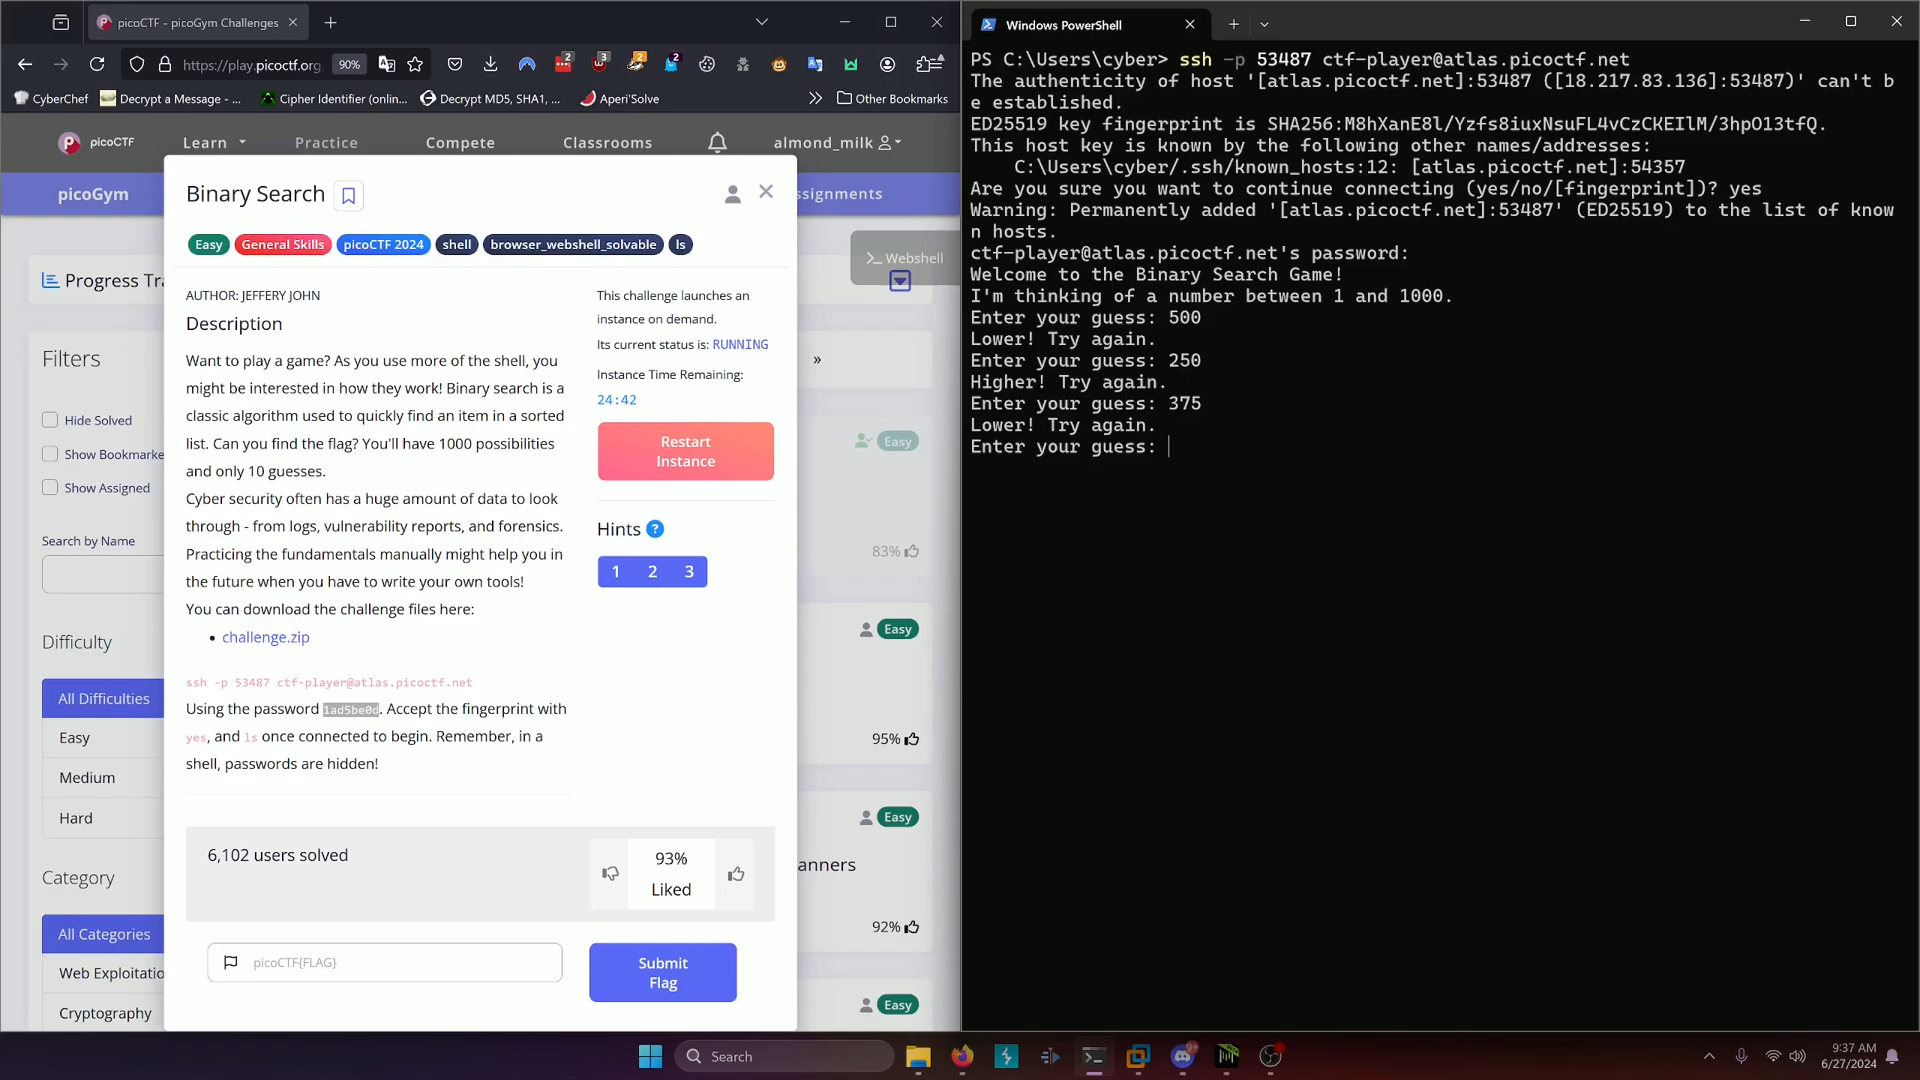 picoCTF - picoGym Challenges
https://play.picoctf.org
90%
2
3
2
2
CyberChef
Decrypt a Message - ...
Cipher Identifier (onlin...
Decrypt MD5, SHA1, ...
Aperi'Solve
Other Bookmarks
picoCTF
Learn
Practice
Compete
Classrooms
almond_milk
picoGym
ssignments
Progress Tra
Webshell
Filters
Hide Solved
Show Bookmarke
Show Assigned
Search by Name
Difficulty
All Difficulties
Easy
Medium
Hard
Category
All Categories
Web Exploitatio
Cryptography
Binary Search
Easy
General Skills
picoCTF 2024
shell
browser_webshell_solvable
ls
AUTHOR: JEFFERY JOHN
Description
Want to play a game? As you use more of the shell, you
might be interested in how they work! Binary search is a
classic algorithm used to quickly find an item in a sorted
list. Can you find the flag? You'll have 1000 possibilities
and only 10 guesses.
Cyber security often has a huge amount of data to look
through - from logs, vulnerability reports, and forensics.
Practicing the fundamentals manually might help you in
the future when you have to write your own tools!
You can download the challenge files here:
• challenge.zip
ssh -p 53487 ctf-player@atlas.picoctf.net
Using the password 1ad5be0d. Accept the fingerprint with
yes, and ls once connected to begin. Remember, in a
shell, passwords are hidden!
This challenge launches an
instance on demand.
Its current status is: RUNNING
Instance Time Remaining:
24:42
Restart
Instance
Hints ?
1 2 3
6,102 users solved
93%
Liked
picoCTF{FLAG}
Submit
Flag
»
Easy
83%
Easy
95%
Easy
anners
92%
Easy
Windows PowerShell
PS C:\Users\cyber> ssh -p 53487 ctf-player@atlas.picoctf.net
The authenticity of host '[atlas.picoctf.net]:53487 ([18.217.83.136]:53487)' can't b
e established.
ED25519 key fingerprint is SHA256:M8hXanE8l/Yzfs8iuxNsuFL4vCzCKEIlM/3hpO13tfQ.
This host key is known by the following other names/addresses:
    C:\Users\cyber/.ssh/known_hosts:12: [atlas.picoctf.net]:54357
Are you sure you want to continue connecting (yes/no/[fingerprint])? yes
Warning: Permanently added '[atlas.picoctf.net]:53487' (ED25519) to the list of know
n hosts.
ctf-player@atlas.picoctf.net's password:
Welcome to the Binary Search Game!
I'm thinking of a number between 1 and 1000.
Enter your guess: 500
Lower! Try again.
Enter your guess: 250
Higher! Try again.
Enter your guess: 375
Lower! Try again.
Enter your guess:
Search
9:37 AM
6/27/2024